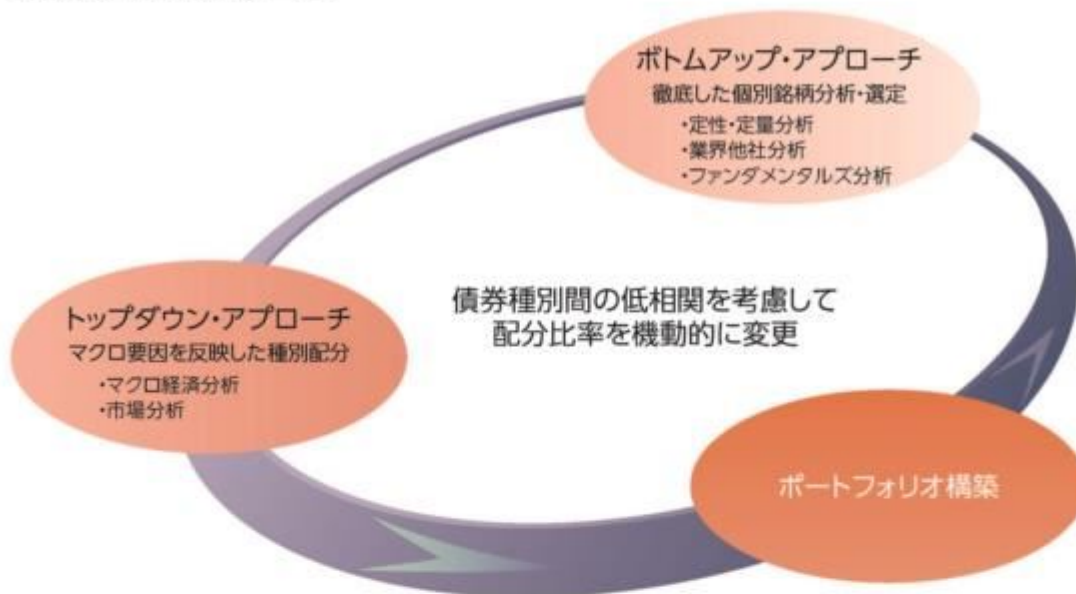 ボトムアップ・アプローチ
徹底した個別銘柄分析・選定
・定性・定量分析
・業界他社分析
・ファンダメンタルズ分析
トップダウン・アプローチ
マクロ要因を反映した種別配分
・マクロ経済分析
・市場分析
債券種別間の低相関を考慮して
配分比率を機動的に変更
ポートフォリオ構築